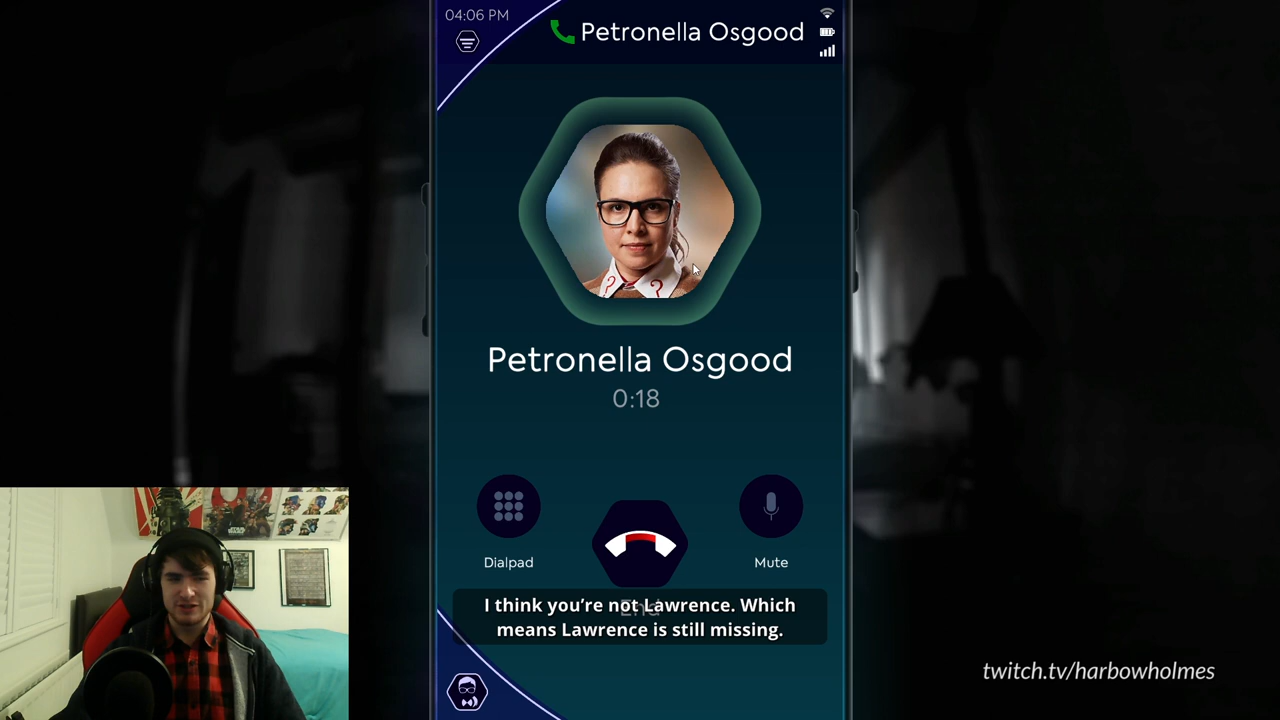 04:06 PM
Petronella Osgood
Petronella Osgood
0:18
Dialpad
Mute
End
I think you’re not Lawrence. Which
means Lawrence is still missing.
twitch.tv/harbowholmes